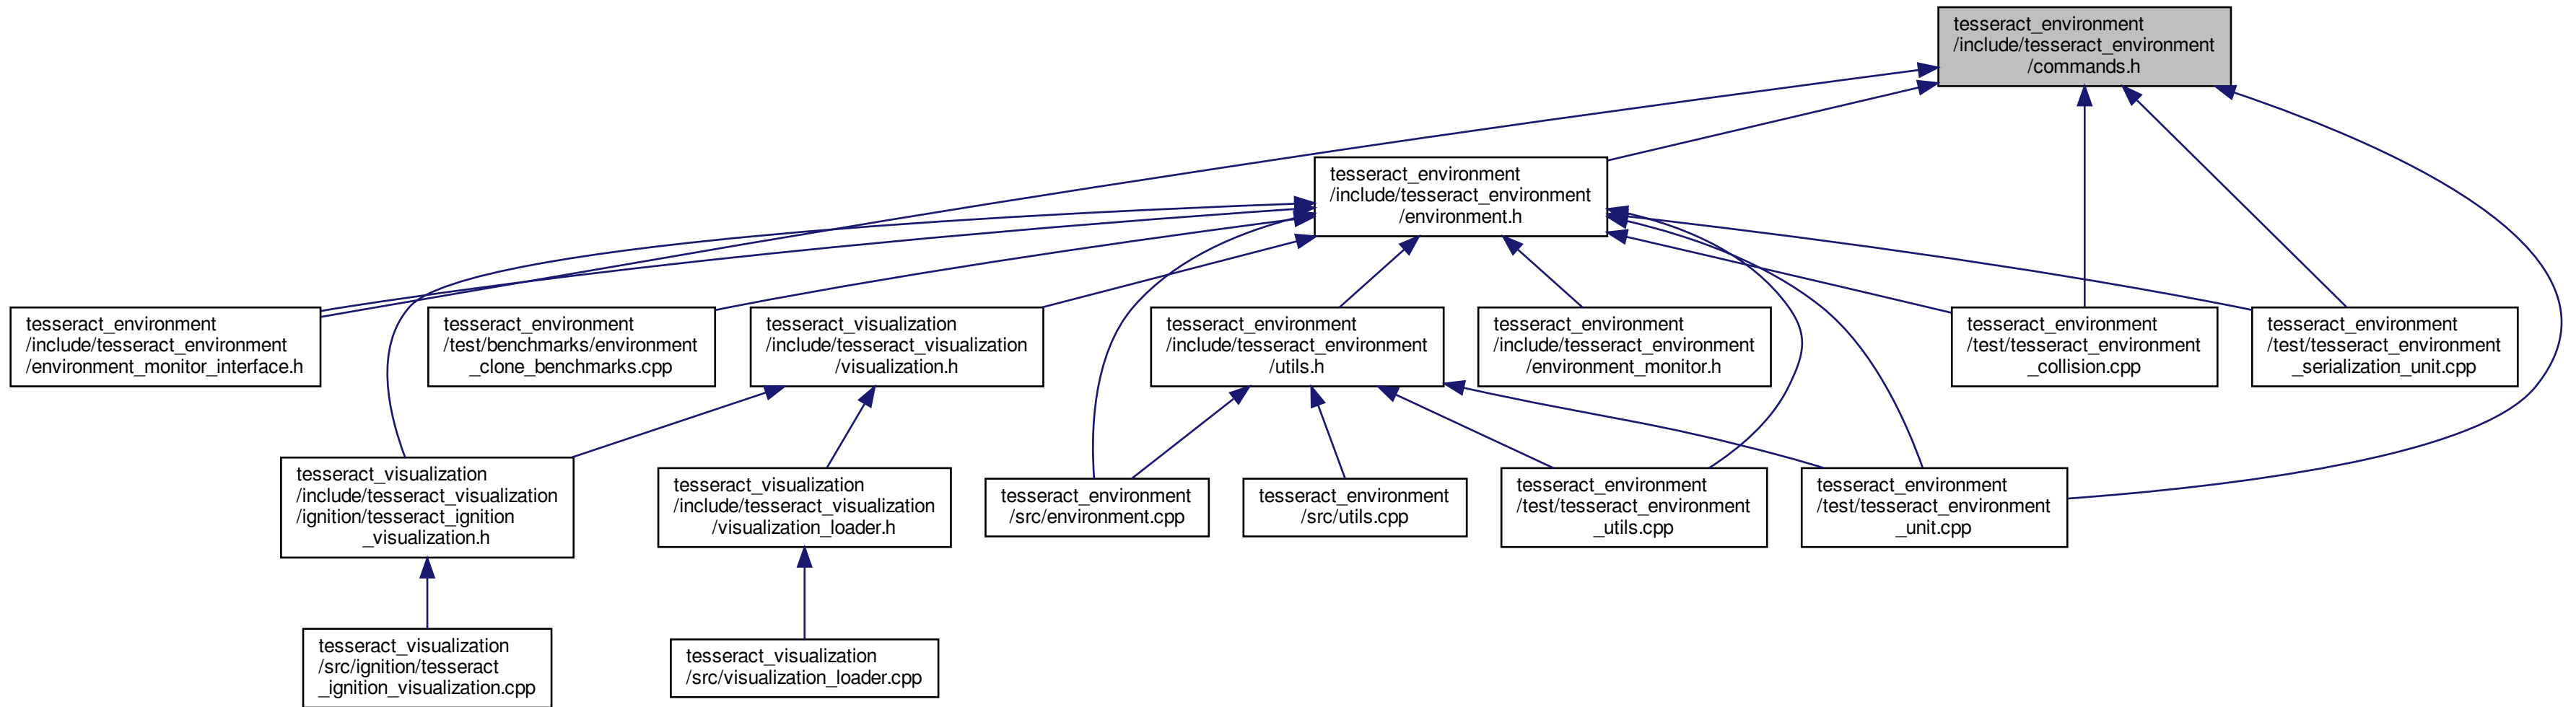 tesseract_environment
/include/tesseract_environment
/commands.h
tesseract_environment
/include/tesseract_environment
/environment.h
tesseract_environment
/include/tesseract_environment
/environment_monitor_interface.h
tesseract_environment
/test/benchmarks/environment
_clone_benchmarks.cpp
tesseract_visualization
/include/tesseract_visualization
/visualization.h
tesseract_environment
/include/tesseract_environment
/utils.h
tesseract_environment
/include/tesseract_environment
/environment_monitor.h
tesseract_environment
/test/tesseract_environment
_collision.cpp
tesseract_environment
/test/tesseract_environment
_serialization_unit.cpp
tesseract_visualization
/include/tesseract_visualization
/ignition/tesseract_ignition
_visualization.h
tesseract_visualization
/include/tesseract_visualization
/visualization_loader.h
tesseract_environment
/src/environment.cpp
tesseract_environment
/src/utils.cpp
tesseract_environment
/test/tesseract_environment
_utils.cpp
tesseract_environment
/test/tesseract_environment
_unit.cpp
tesseract_visualization
/src/ignition/tesseract
_ignition_visualization.cpp
tesseract_visualization
/src/visualization_loader.cpp